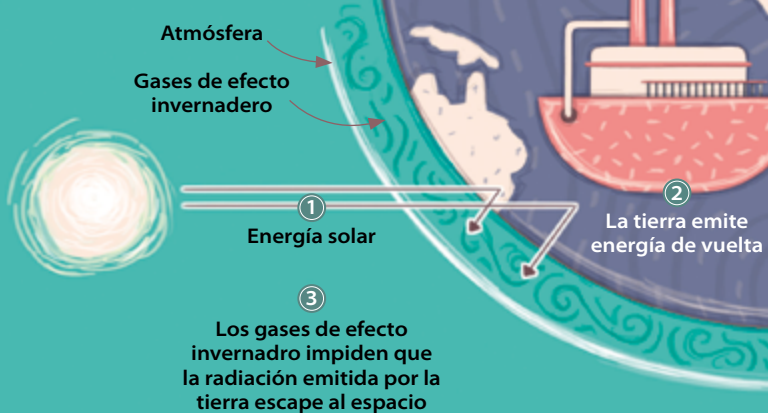 Atmósfera
Gases de efecto
invernadero
1
Energía solar
2
La tierra emite
energía de vuelta
3
Los gases de efecto
invernadro impiden que
la radiación emitida por la
tierra escape al espacio